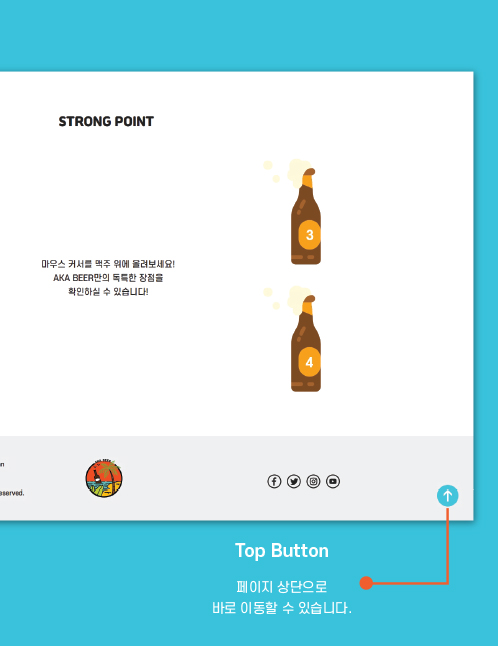 STRONG POINT
3
마우스 커서를 맥주 위에 올려보세요!
AKA BEER만의 독특한 장점을
확인하실 수 있습니다!
4
eserved.
Top Button
페이지 상단으로
바로 이동할 수 있습니다.